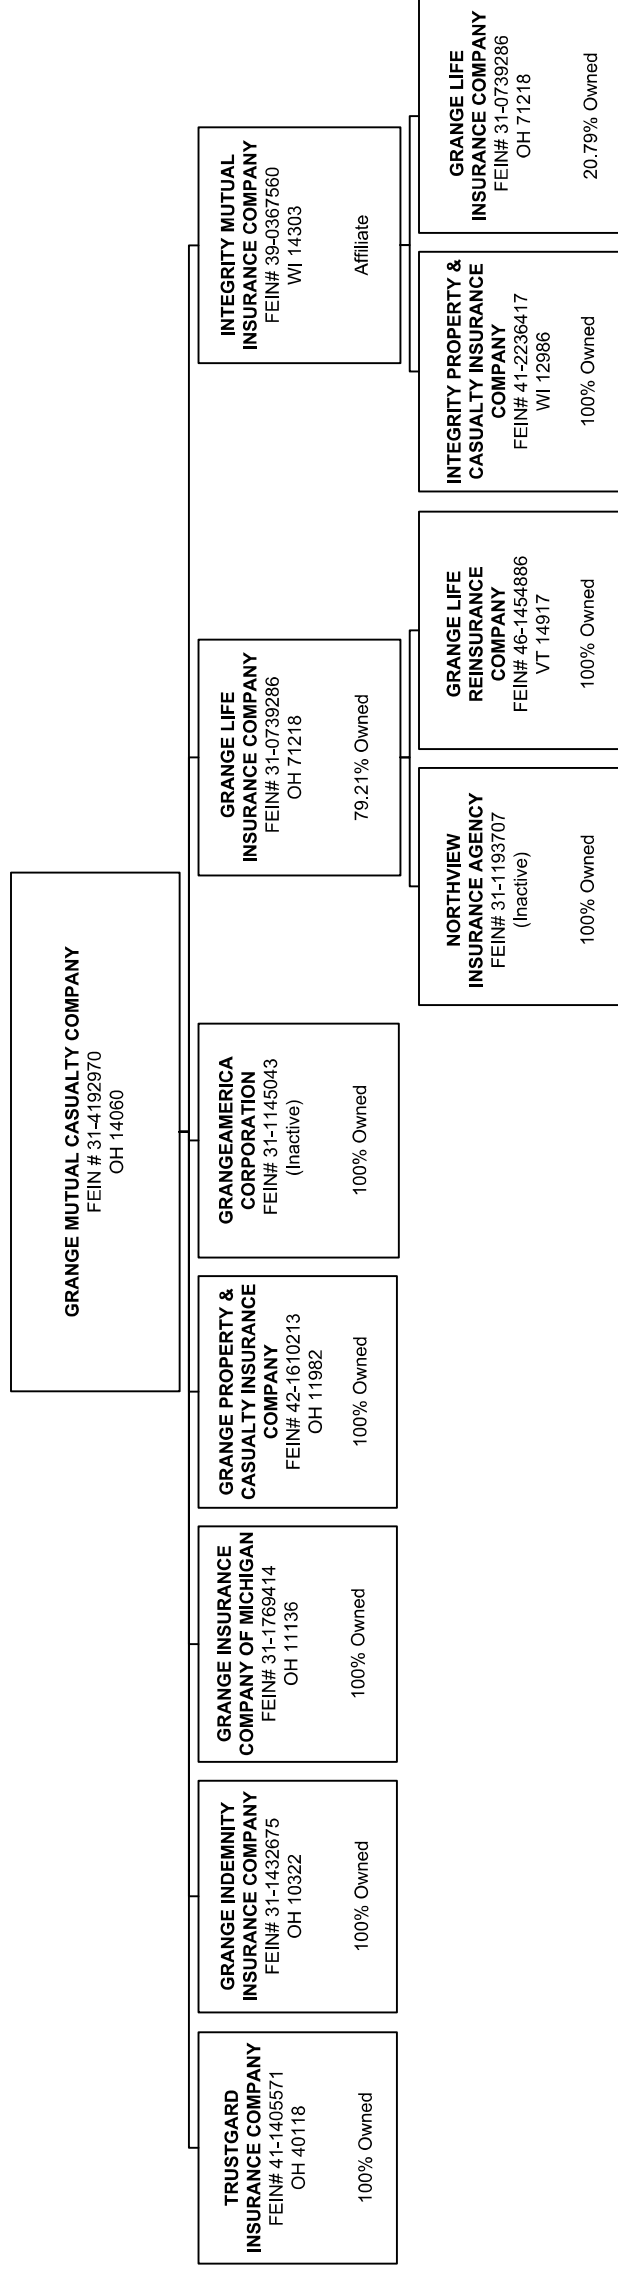 GRANGE MUTUAL CASUALTY COMPANY
FEIN # 31-4192970
OH 14060
TRUSTGARD
INSURANCE COMPANY
FEIN# 41-1405571
OH 40118
100% Owned
GRANGE INDEMNITY
INSURANCE COMPANY
FEIN# 31-1432675
OH 10322
100% Owned
GRANGE INSURANCE
COMPANY OF MICHIGAN
FEIN# 31-1769414
OH 11136
100% Owned
GRANGE PROPERTY &
CASUALTY INSURANCE
COMPANY
FEIN# 42-1610213
OH 11982
100% Owned
GRANGEAMERICA
CORPORATION
FEIN# 31-1145043
(Inactive)
100% Owned
GRANGE LIFE
INSURANCE COMPANY
FEIN# 31-0739286
OH 71218
79.21% Owned
INTEGRITY MUTUAL
INSURANCE COMPANY
FEIN# 39-0367560
WI 14303
Affiliate
NORTHVIEW
INSURANCE AGENCY
FEIN# 31-1193707
(Inactive)
100% Owned
GRANGE LIFE
REINSURANCE
COMPANY
FEIN# 46-1454886
VT 14917
100% Owned
INTEGRITY PROPERTY &
CASUALTY INSURANCE
COMPANY
FEIN# 41-2236417
WI 12986
100% Owned
GRANGE LIFE
INSURANCE COMPANY
FEIN# 31-0739286
OH 71218
20.79% Owned